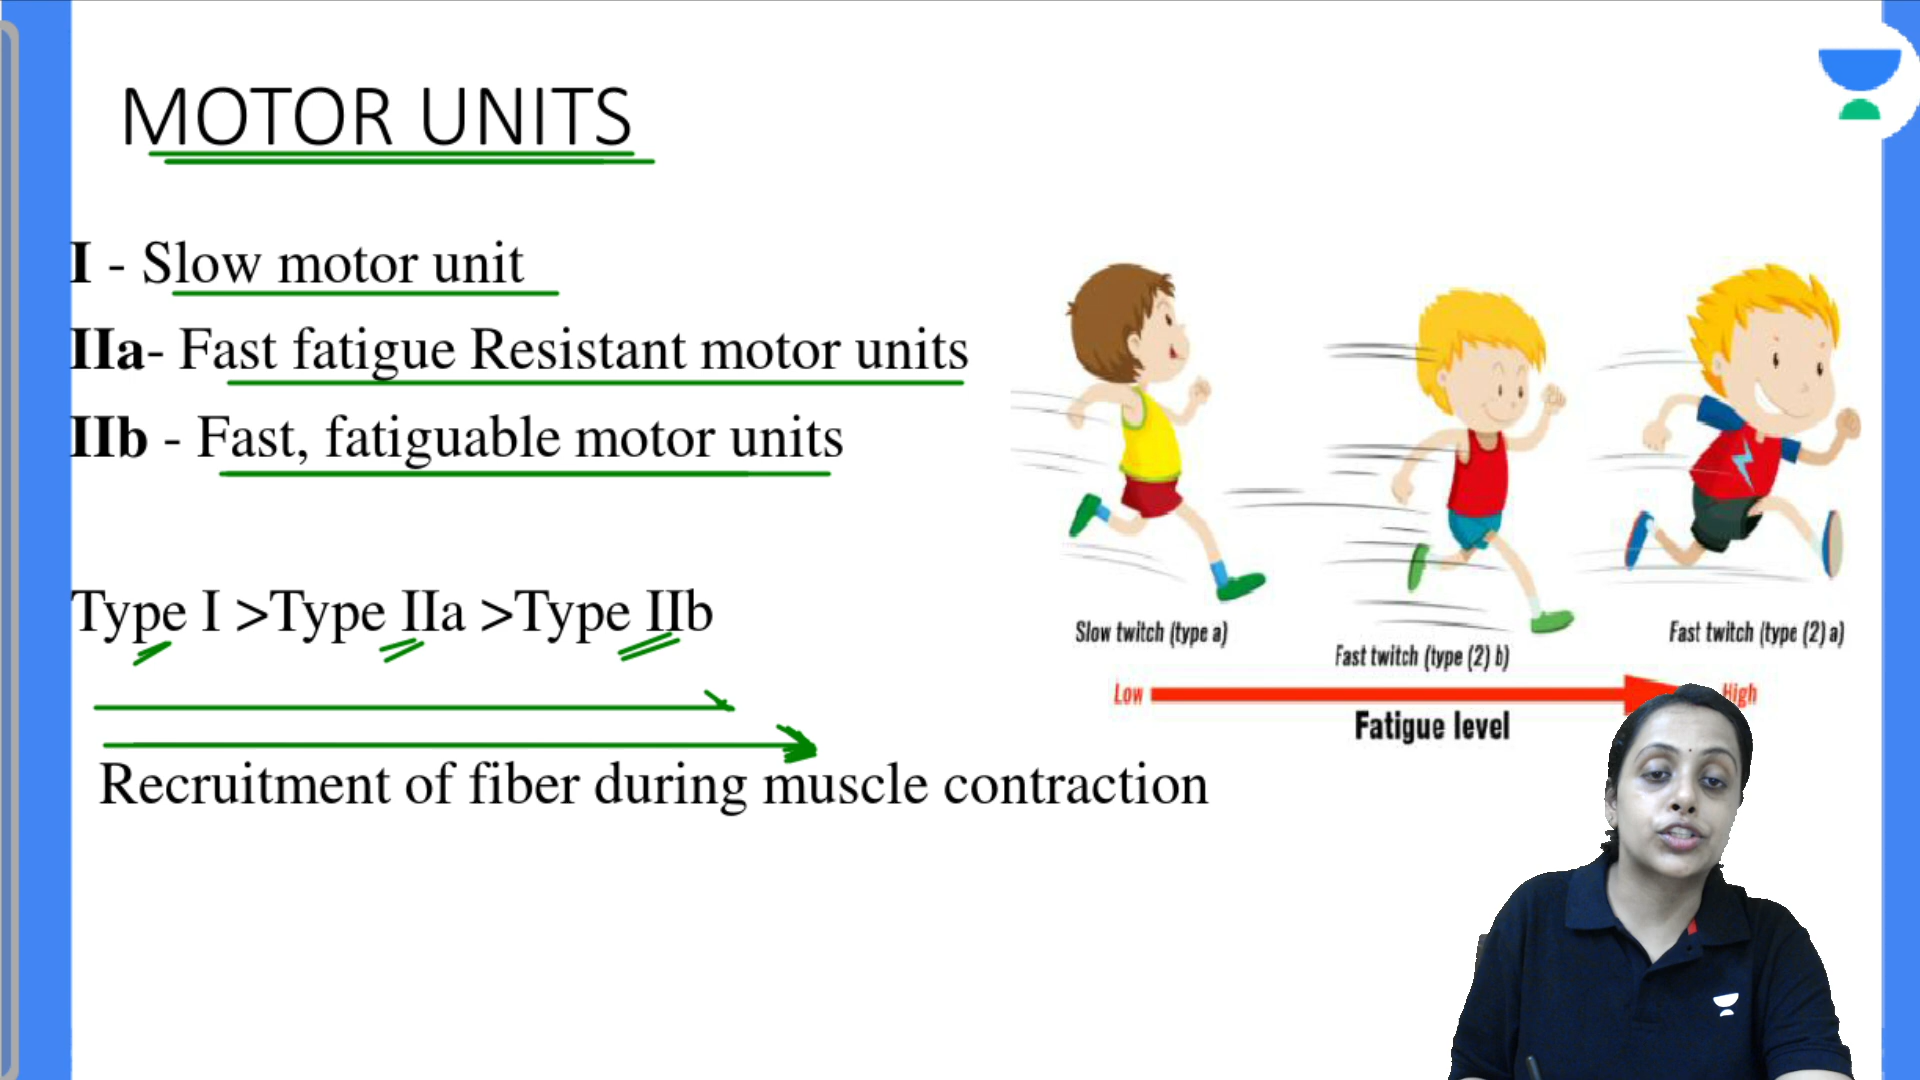 MOTOR UNITS
I - Slow motor unit
IIa- Fast fatigue Resistant motor units
IIb - Fast, fatiguable motor units
Type I >Type IIa >Type IIb
Recruitment of fiber during muscle contraction
Slow twitch (type a)
Fast twitch (type (2) b)
Fast twitch (type (2) a)
Low
High
Fatigue level